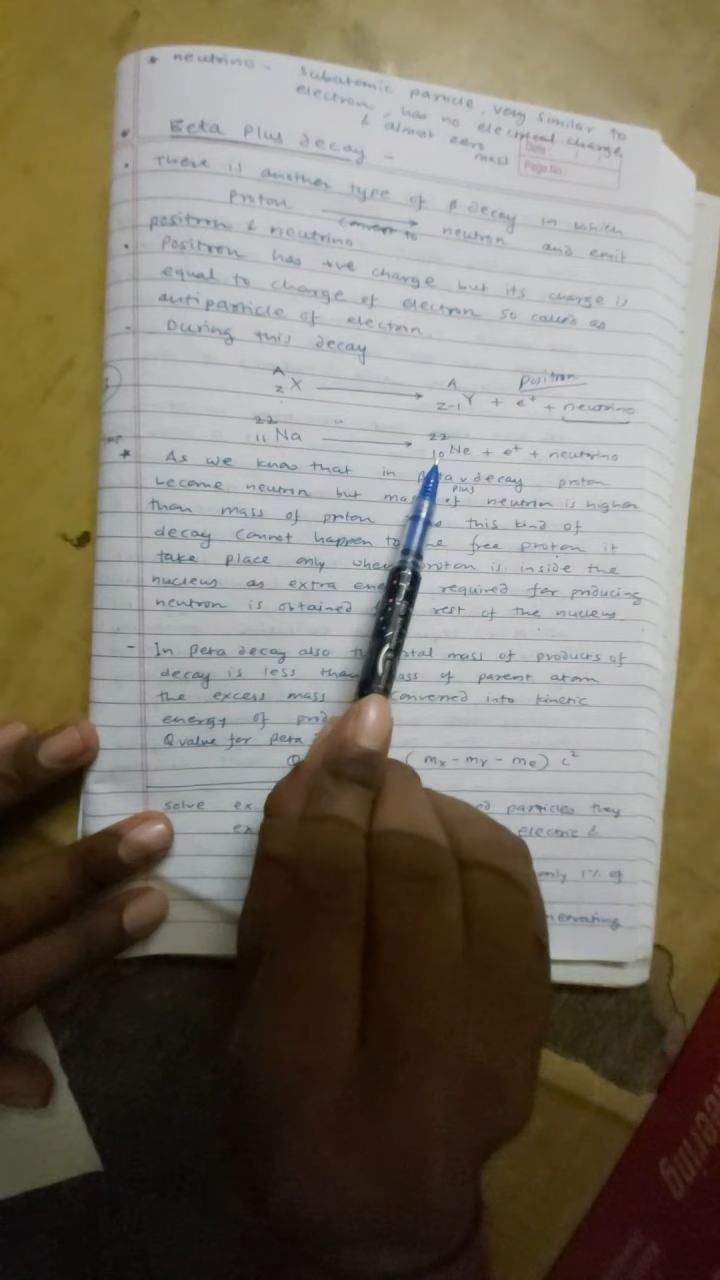 * neutrino - subatomic particle, very similar to
electron, has no electrical charge
& almost zero
mass
Date
Page No.
Beta plus decay -
There is another type of β decay in which
proton ⟶ neutron and emit
convert to
positron & neutrino
Positron has +ve charge but its charge is
equal to charge of electron so called as
antiparticle of electron.
- During this decay
A Z X ⟶ A Z-1 Y + e+ + neutrino
positron
22 11 Na ⟶ 22 10 Ne + e+ + neutrino
* As we know that in decay proton
plus
become neutron but of neutron is higher
than mass of proton this kind of
decay cannot happen to free proton it
take place only proton is inside the
nucleus as extra required for producing
neutron is obtained rest of the nucleus
- In beta decay also mass of products of
decay is less of parent atom
the excess mass converted into kinetic
energy of
Q value for beta
( mx - my - me ) c²
solve ex. particles they
electric &
only 1% of